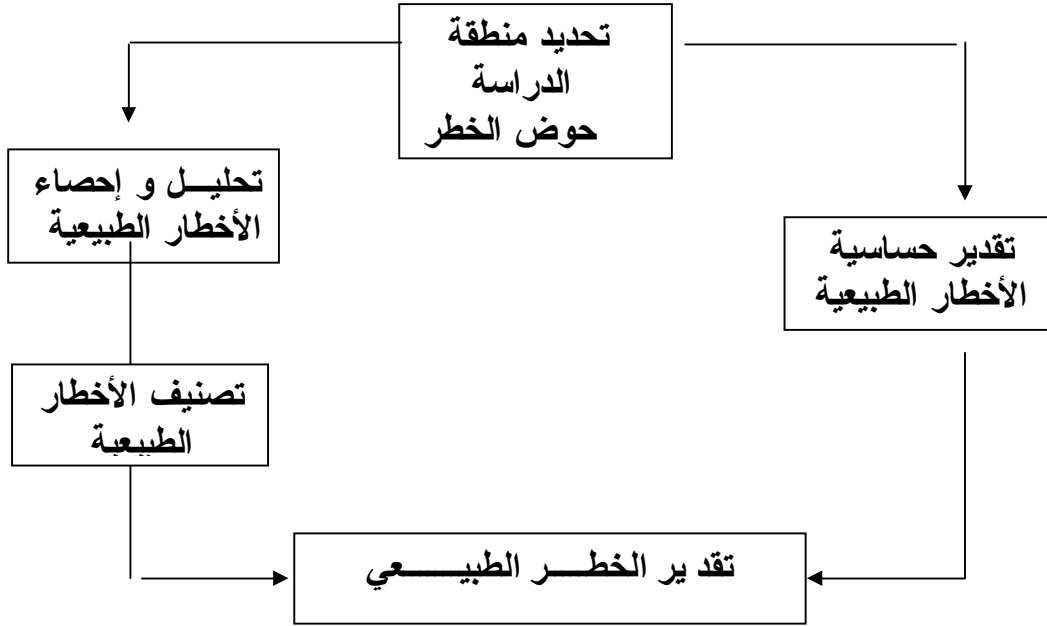 تحديد منطقة
الدراسة
حوض الخطر
تحليـــل و إحصاء
الأخطار الطبيعية
تقدير حساسية
الأخطار الطبيعية
تصنيف الأخطار
الطبيعية
تقد ير الخطـــر الطبيـــــعي